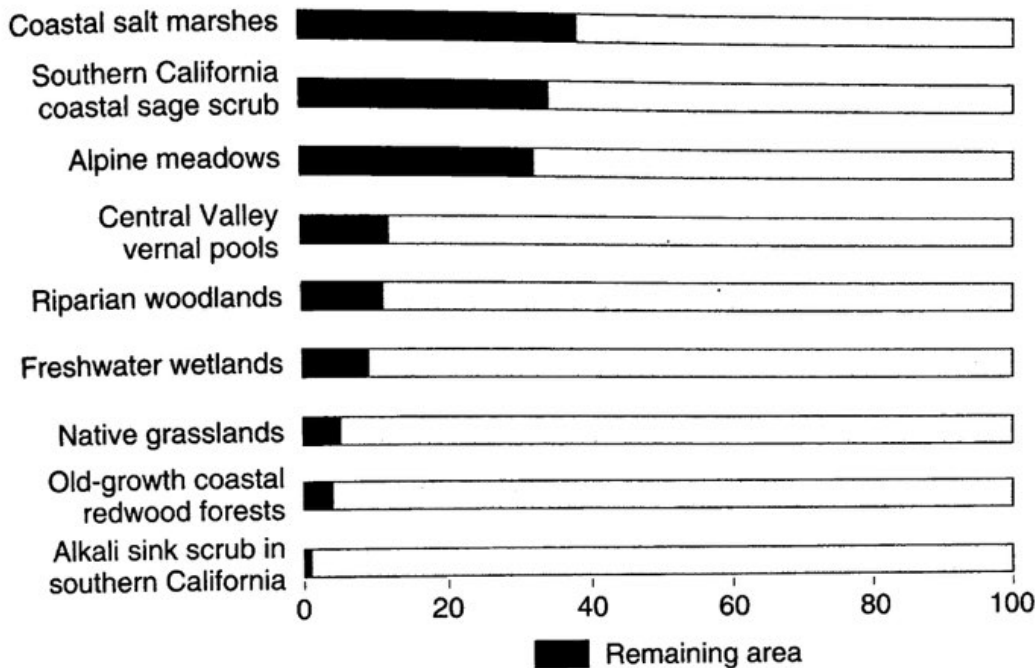 Coastal salt marshes
Southern California
coastal sage scrub
Alpine meadows
Central Valley
vernal pools
Riparian woodlands
Freshwater wetlands
Native grasslands
Old-growth coastal
redwood forests
Alkali sink scrub in
southern California
0 20 40 60 80 100
Remaining area